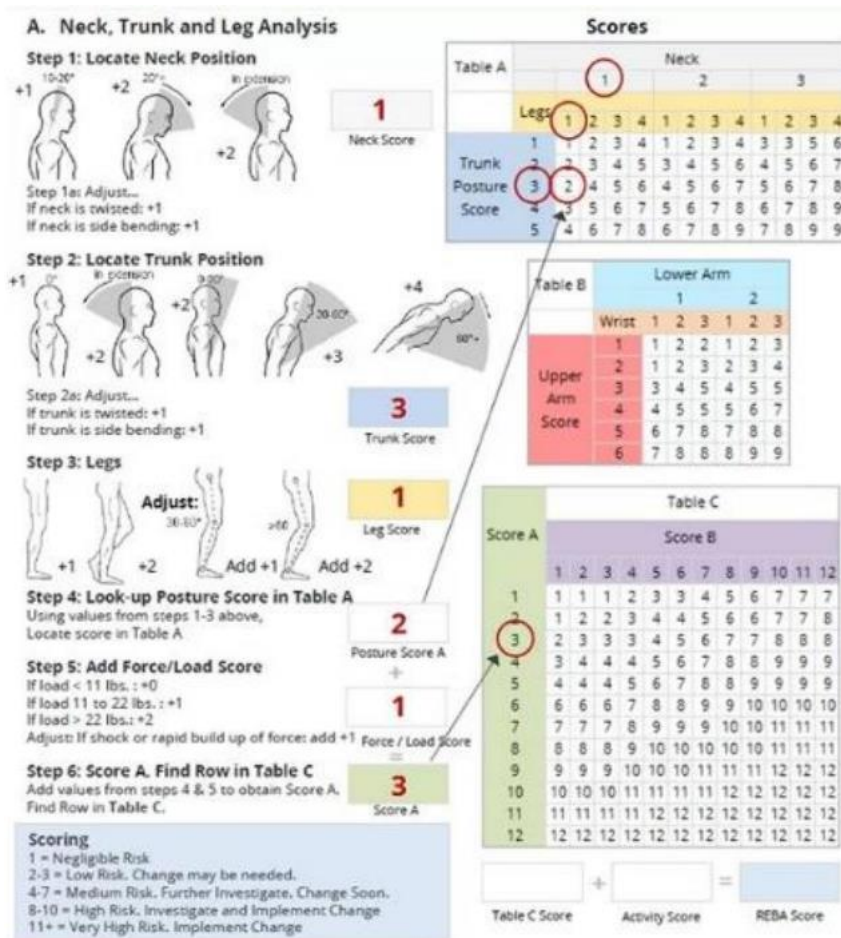 A. Neck, Trunk and Leg Analysis
Step 1: Locate Neck Position
+1
10-20°
+2
20°+
in extension
+2
1
Neck Score
Step 1a: Adjust...
If neck is twisted: +1
If neck is side bending: +1
Step 2: Locate Trunk Position
+1
0°
in extension
+2
+2
+3
+4
60°+
Step 2a: Adjust...
If trunk is twisted: +1
If trunk is side bending: +1
3
Trunk Score
Step 3: Legs
Adjust:
30-60°
>60
+1
+2
Add +1
Add +2
1
Leg Score
Step 4: Look-up Posture Score in Table A
Using values from steps 1-3 above,
Locate score in Table A
2
Posture Score A
+
Step 5: Add Force/Load Score
If load < 11 lbs. : +0
If load 11 to 22 lbs. : +1
If load > 22 lbs.: +2
Adjust: If shock or rapid build up of force: add +1
1
Force / Load Score
=
Step 6: Score A, Find Row in Table C
Add values from steps 4 & 5 to obtain Score A.
Find Row in Table C.
3
Score A
Scoring
1 = Negligible Risk
2-3 = Low Risk. Change may be needed.
4-7 = Medium Risk. Further Investigate. Change Soon.
8-10 = High Risk. Investigate and Implement Change
11+ = Very High Risk. Implement Change
Scores
Table A
Neck
1 2 3
Legs
1 2 3 4 1 2 3 4 1 2 3 4
Trunk Posture Score
1 1 2 3 4 1 2 3 4 3 3 5 6
2 2 3 4 5 3 4 5 6 4 5 6 7
3 2 4 5 6 4 5 6 7 5 6 7 8
4 3 5 6 7 5 6 7 8 6 7 8 9
5 4 6 7 8 6 7 8 9 7 8 9 9
Table B
Lower Arm
1 2
Wrist 1 2 3 1 2 3
Upper Arm Score
1 1 2 2 1 2 3
2 1 2 3 2 3 4
3 3 4 5 4 5 5
4 4 5 5 5 6 7
5 6 7 8 7 8 8
6 7 8 8 8 9 9
Table C
Score A
Score B
1 2 3 4 5 6 7 8 9 10 11 12
1 1 1 1 2 3 3 4 5 6 7 7 7
2 1 2 2 3 4 4 5 6 6 7 7 8
3 2 3 3 3 4 5 6 7 7 8 8 8
4 3 4 4 4 5 6 7 8 8 9 9 9
5 4 4 4 5 6 7 8 8 9 9 9 9
6 6 6 6 7 8 8 9 9 10 10 10 10
7 7 7 7 8 9 9 9 10 10 11 11 11
8 8 8 8 9 10 10 10 10 10 11 11 11
9 9 9 9 10 10 10 11 11 11 12 12 12
10 10 10 10 11 11 11 11 12 12 12 12 12
11 11 11 11 11 12 12 12 12 12 12 12 12
12 12 12 12 12 12 12 12 12 12 12 12 12
+
=
Table C Score
Activity Score
REBA Score